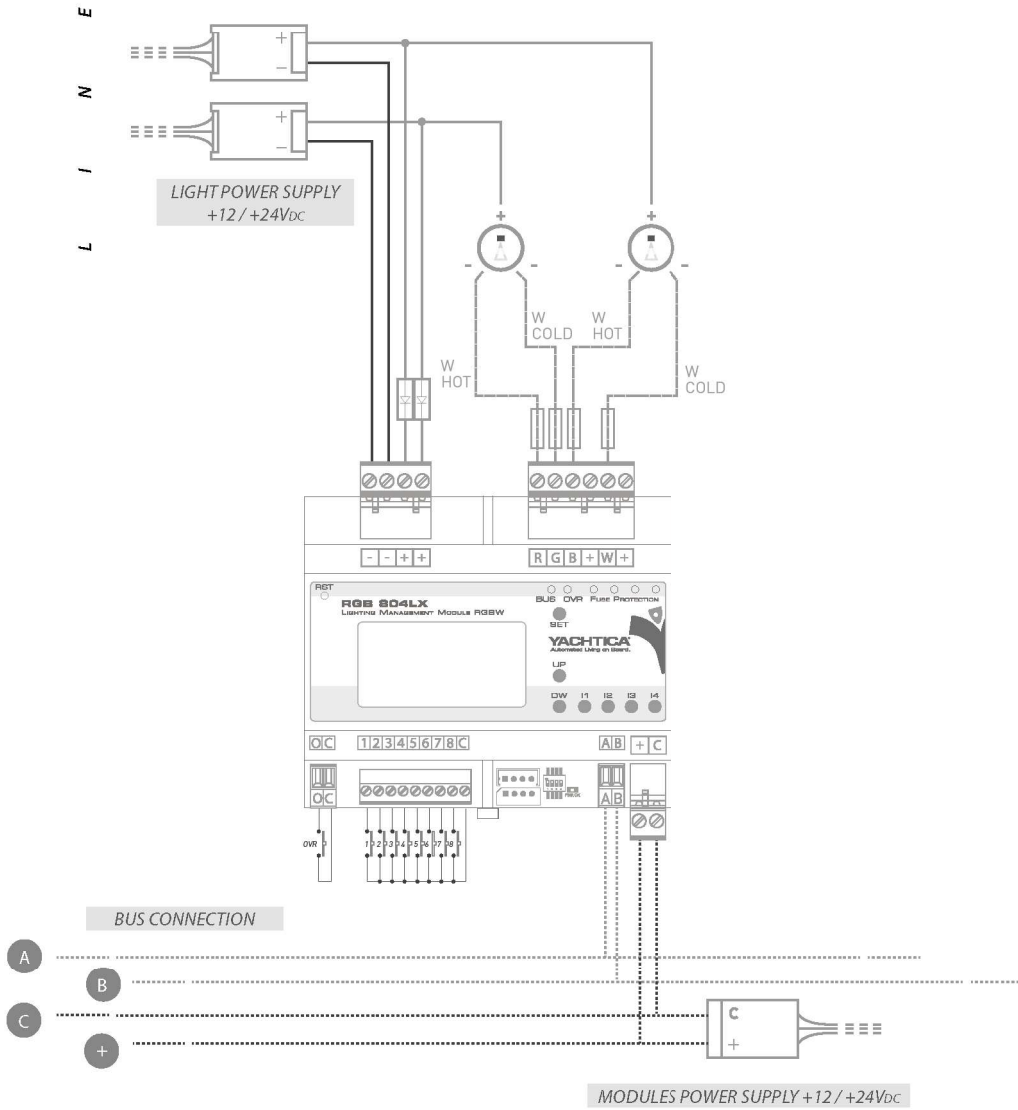 L I N E
+
–
+
–
LIGHT POWER SUPPLY
+12 / +24VDC
+
+
-
-
-
-
W
COLD
W
HOT
W
HOT
W
COLD
- - + +
R G B + W +
RST
RGB 804LX
LIGHTING MANAGEMENT MODULE RGBW
BUS OVR FUSE PROTECTION
SET
YACHTICA
Automated Living on Board.
UP
DW I1 I2 I3 I4
O C
1 2 3 4 5 6 7 8 C
A B
+ C
O C
A B
OVR
1 2 3 4 5 6 7 8
BUS CONNECTION
A
B
C
+
C
+
MODULES POWER SUPPLY +12 / +24VDC